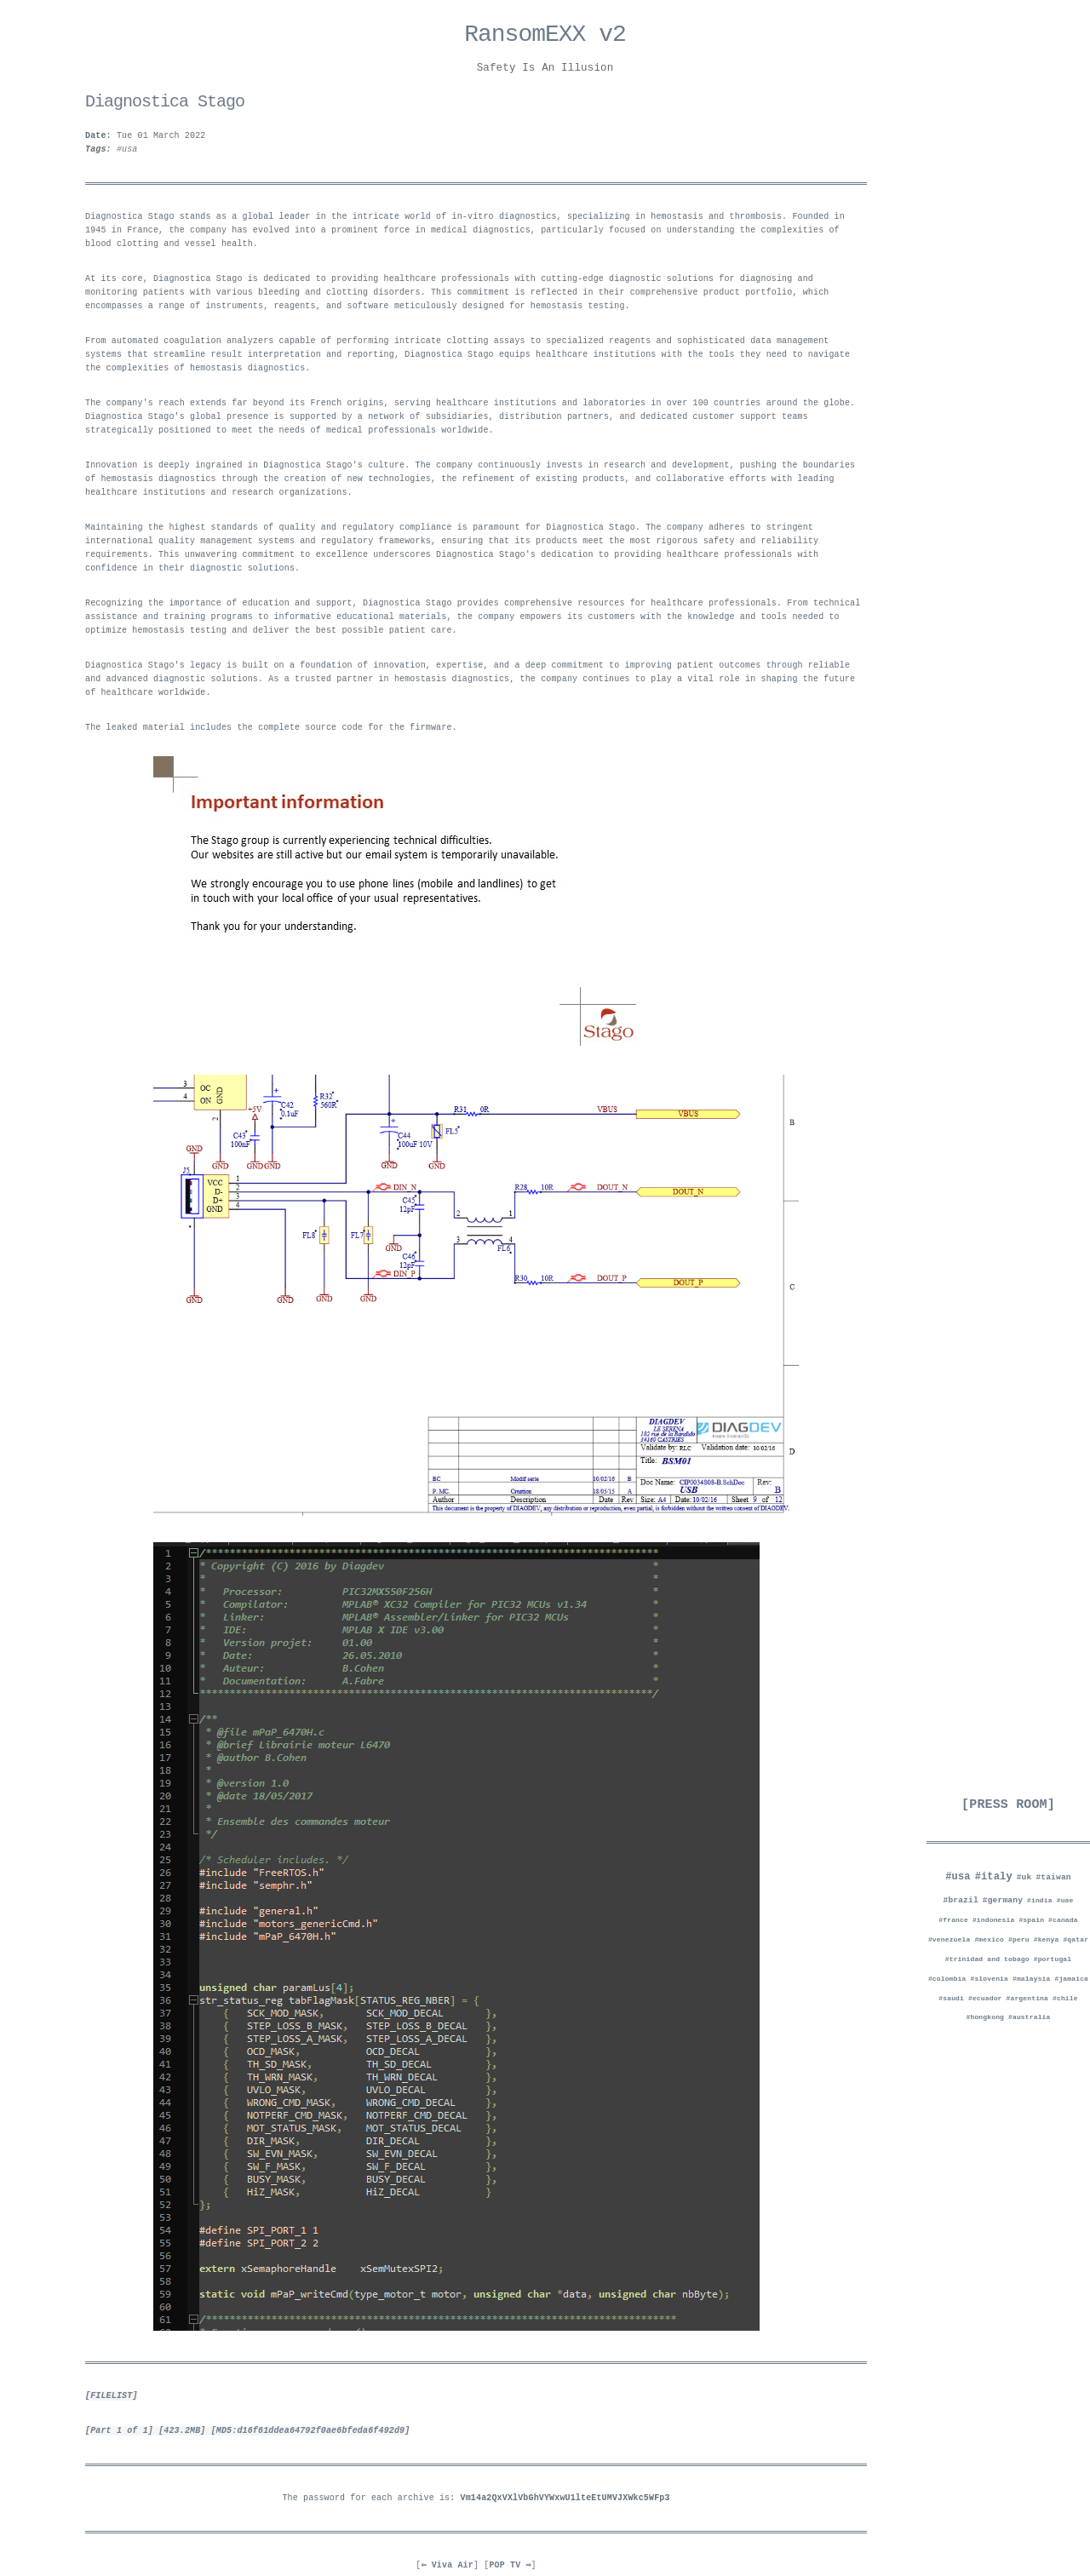 RansomEXX v2
Safety Is An Illusion
Diagnostica Stago
Date: Tue 01 March 2022
Tags: #usa
Diagnostica Stago stands as a global leader in the intricate world of in-vitro diagnostics, specializing in hemostasis and thrombosis. Founded in
1945 in France, the company has evolved into a prominent force in medical diagnostics, particularly focused on understanding the complexities of
blood clotting and vessel health.
At its core, Diagnostica Stago is dedicated to providing healthcare professionals with cutting-edge diagnostic solutions for diagnosing and
monitoring patients with various bleeding and clotting disorders. This commitment is reflected in their comprehensive product portfolio, which
encompasses a range of instruments, reagents, and software meticulously designed for hemostasis testing.
From automated coagulation analyzers capable of performing intricate clotting assays to specialized reagents and sophisticated data management
systems that streamline result interpretation and reporting, Diagnostica Stago equips healthcare institutions with the tools they need to navigate
the complexities of hemostasis diagnostics.
The company's reach extends far beyond its French origins, serving healthcare institutions and laboratories in over 100 countries around the globe.
Diagnostica Stago's global presence is supported by a network of subsidiaries, distribution partners, and dedicated customer support teams
strategically positioned to meet the needs of medical professionals worldwide.
Innovation is deeply ingrained in Diagnostica Stago's culture. The company continuously invests in research and development, pushing the boundaries
of hemostasis diagnostics through the creation of new technologies, the refinement of existing products, and collaborative efforts with leading
healthcare institutions and research organizations.
Maintaining the highest standards of quality and regulatory compliance is paramount for Diagnostica Stago. The company adheres to stringent
international quality management systems and regulatory frameworks, ensuring that its products meet the most rigorous safety and reliability
requirements. This unwavering commitment to excellence underscores Diagnostica Stago's dedication to providing healthcare professionals with
confidence in their diagnostic solutions.
Recognizing the importance of education and support, Diagnostica Stago provides comprehensive resources for healthcare professionals. From technical
assistance and training programs to informative educational materials, the company empowers its customers with the knowledge and tools needed to
optimize hemostasis testing and deliver the best possible patient care.
Diagnostica Stago's legacy is built on a foundation of innovation, expertise, and a deep commitment to improving patient outcomes through reliable
and advanced diagnostic solutions. As a trusted partner in hemostasis diagnostics, the company continues to play a vital role in shaping the future
of healthcare worldwide.
The leaked material includes the complete source code for the firmware.
Important information
The Stago group is currently experiencing technical difficulties.
Our websites are still active but our email system is temporarily unavailable.
We strongly encourage you to use phone lines (mobile and landlines) to get
in touch with your local office of your usual representatives.
Thank you for your understanding.
Stago
3 OC
4 ON
GND
2
+5V
C42
0.1uF
R32
560R
C43
100nF
C44
100uF 10V
R31 0R
FL5
VBUS
VBUS
B
GND
GND
GND GND
GND
GND
J5
VCC 1
D- 2
D+ 3
GND 4
DIN_N
C45
12pF
R28 10R
DOUT_N
DOUT_N
2 1
3 4
FL6
FL8
FL7
GND
C46
12pF
DIN_P
R30 10R
DOUT_P
DOUT_P
C
GND
GND
GND
GND
DIAGDEV
LE SERENA
182 rue de la Bandido
34160 CASTRIES
DIAGDEV
Validate by: RLC Validation date: 10/02/16
D
Title: BSM01
BC Modif serie 10/02/16 B
Doc Name: CIP0034S08-B.SchDoc Rev:
USB B
P. MC. Creation 18/05/15 A
Author Description Date Rev Size: A4 Date: 10/02/16 Sheet 9 of 12
This document is the property of DIAGDEV, any distribution or reproduction, even partial, is forbidden without the written consent of DIAGDEV.
1 /****************************************************************************
2 * Copyright (C) 2016 by Diagdev *
3 * *
4 * Processor: PIC32MX550F256H *
5 * Compilator: MPLAB® XC32 Compiler for PIC32 MCUs v1.34 *
6 * Linker: MPLAB® Assembler/Linker for PIC32 MCUs *
7 * IDE: MPLAB X IDE v3.00 *
8 * Version projet: 01.00 *
9 * Date: 26.05.2010 *
10 * Auteur: B.Cohen *
11 * Documentation: A.Fabre *
12 ****************************************************************************/
13
14 /**
15 * @file mPaP_6470H.c
16 * @brief Librairie moteur L6470
17 * @author B.Cohen
18 *
19 * @version 1.0
20 * @date 18/05/2017
21 *
22 * Ensemble des commandes moteur
23 */
24
25 /* Scheduler includes. */
26 #include "FreeRTOS.h"
27 #include "semphr.h"
28
29 #include "general.h"
30 #include "motors_genericCmd.h"
31 #include "mPaP_6470H.h"
32
33
34
35 unsigned char paramLus[4];
36 str_status_reg tabFlagMask[STATUS_REG_NBER] = {
37 { SCK_MOD_MASK, SCK_MOD_DECAL },
38 { STEP_LOSS_B_MASK, STEP_LOSS_B_DECAL },
39 { STEP_LOSS_A_MASK, STEP_LOSS_A_DECAL },
40 { OCD_MASK, OCD_DECAL },
41 { TH_SD_MASK, TH_SD_DECAL },
42 { TH_WRN_MASK, TH_WRN_DECAL },
43 { UVLO_MASK, UVLO_DECAL },
44 { WRONG_CMD_MASK, WRONG_CMD_DECAL },
45 { NOTPERF_CMD_MASK, NOTPERF_CMD_DECAL },
46 { MOT_STATUS_MASK, MOT_STATUS_DECAL },
47 { DIR_MASK, DIR_DECAL },
48 { SW_EVN_MASK, SW_EVN_DECAL },
49 { SW_F_MASK, SW_F_DECAL },
50 { BUSY_MASK, BUSY_DECAL },
51 { HiZ_MASK, HiZ_DECAL }
52 };
53
54 #define SPI_PORT_1 1
55 #define SPI_PORT_2 2
56
57 extern xSemaphoreHandle xSemMutexSPI2;
58
59 static void mPaP_writeCmd(type_motor_t motor, unsigned char *data, unsigned char nbByte);
60
61 /*******************************************************************************
[PRESS ROOM]
#usa #italy #uk #taiwan
#brazil #germany #india #uae
#france #indonesia #spain #canada
#venezuela #mexico #peru #kenya #qatar
#trinidad and tobago #portugal
#colombia #slovenia #malaysia #jamaica
#saudi #ecuador #argentina #chile
#hongkong #australia
[FILELIST]
[Part 1 of 1] [423.2MB] [MD5:d16f61ddea64792f0ae6bfeda6f492d9]
The password for each archive is: Vm14a2QxVXlVbGhVYWxwU1lteEtUMVJXWkc5WFp3
[⇐ Viva Air] [POP TV ⇒]